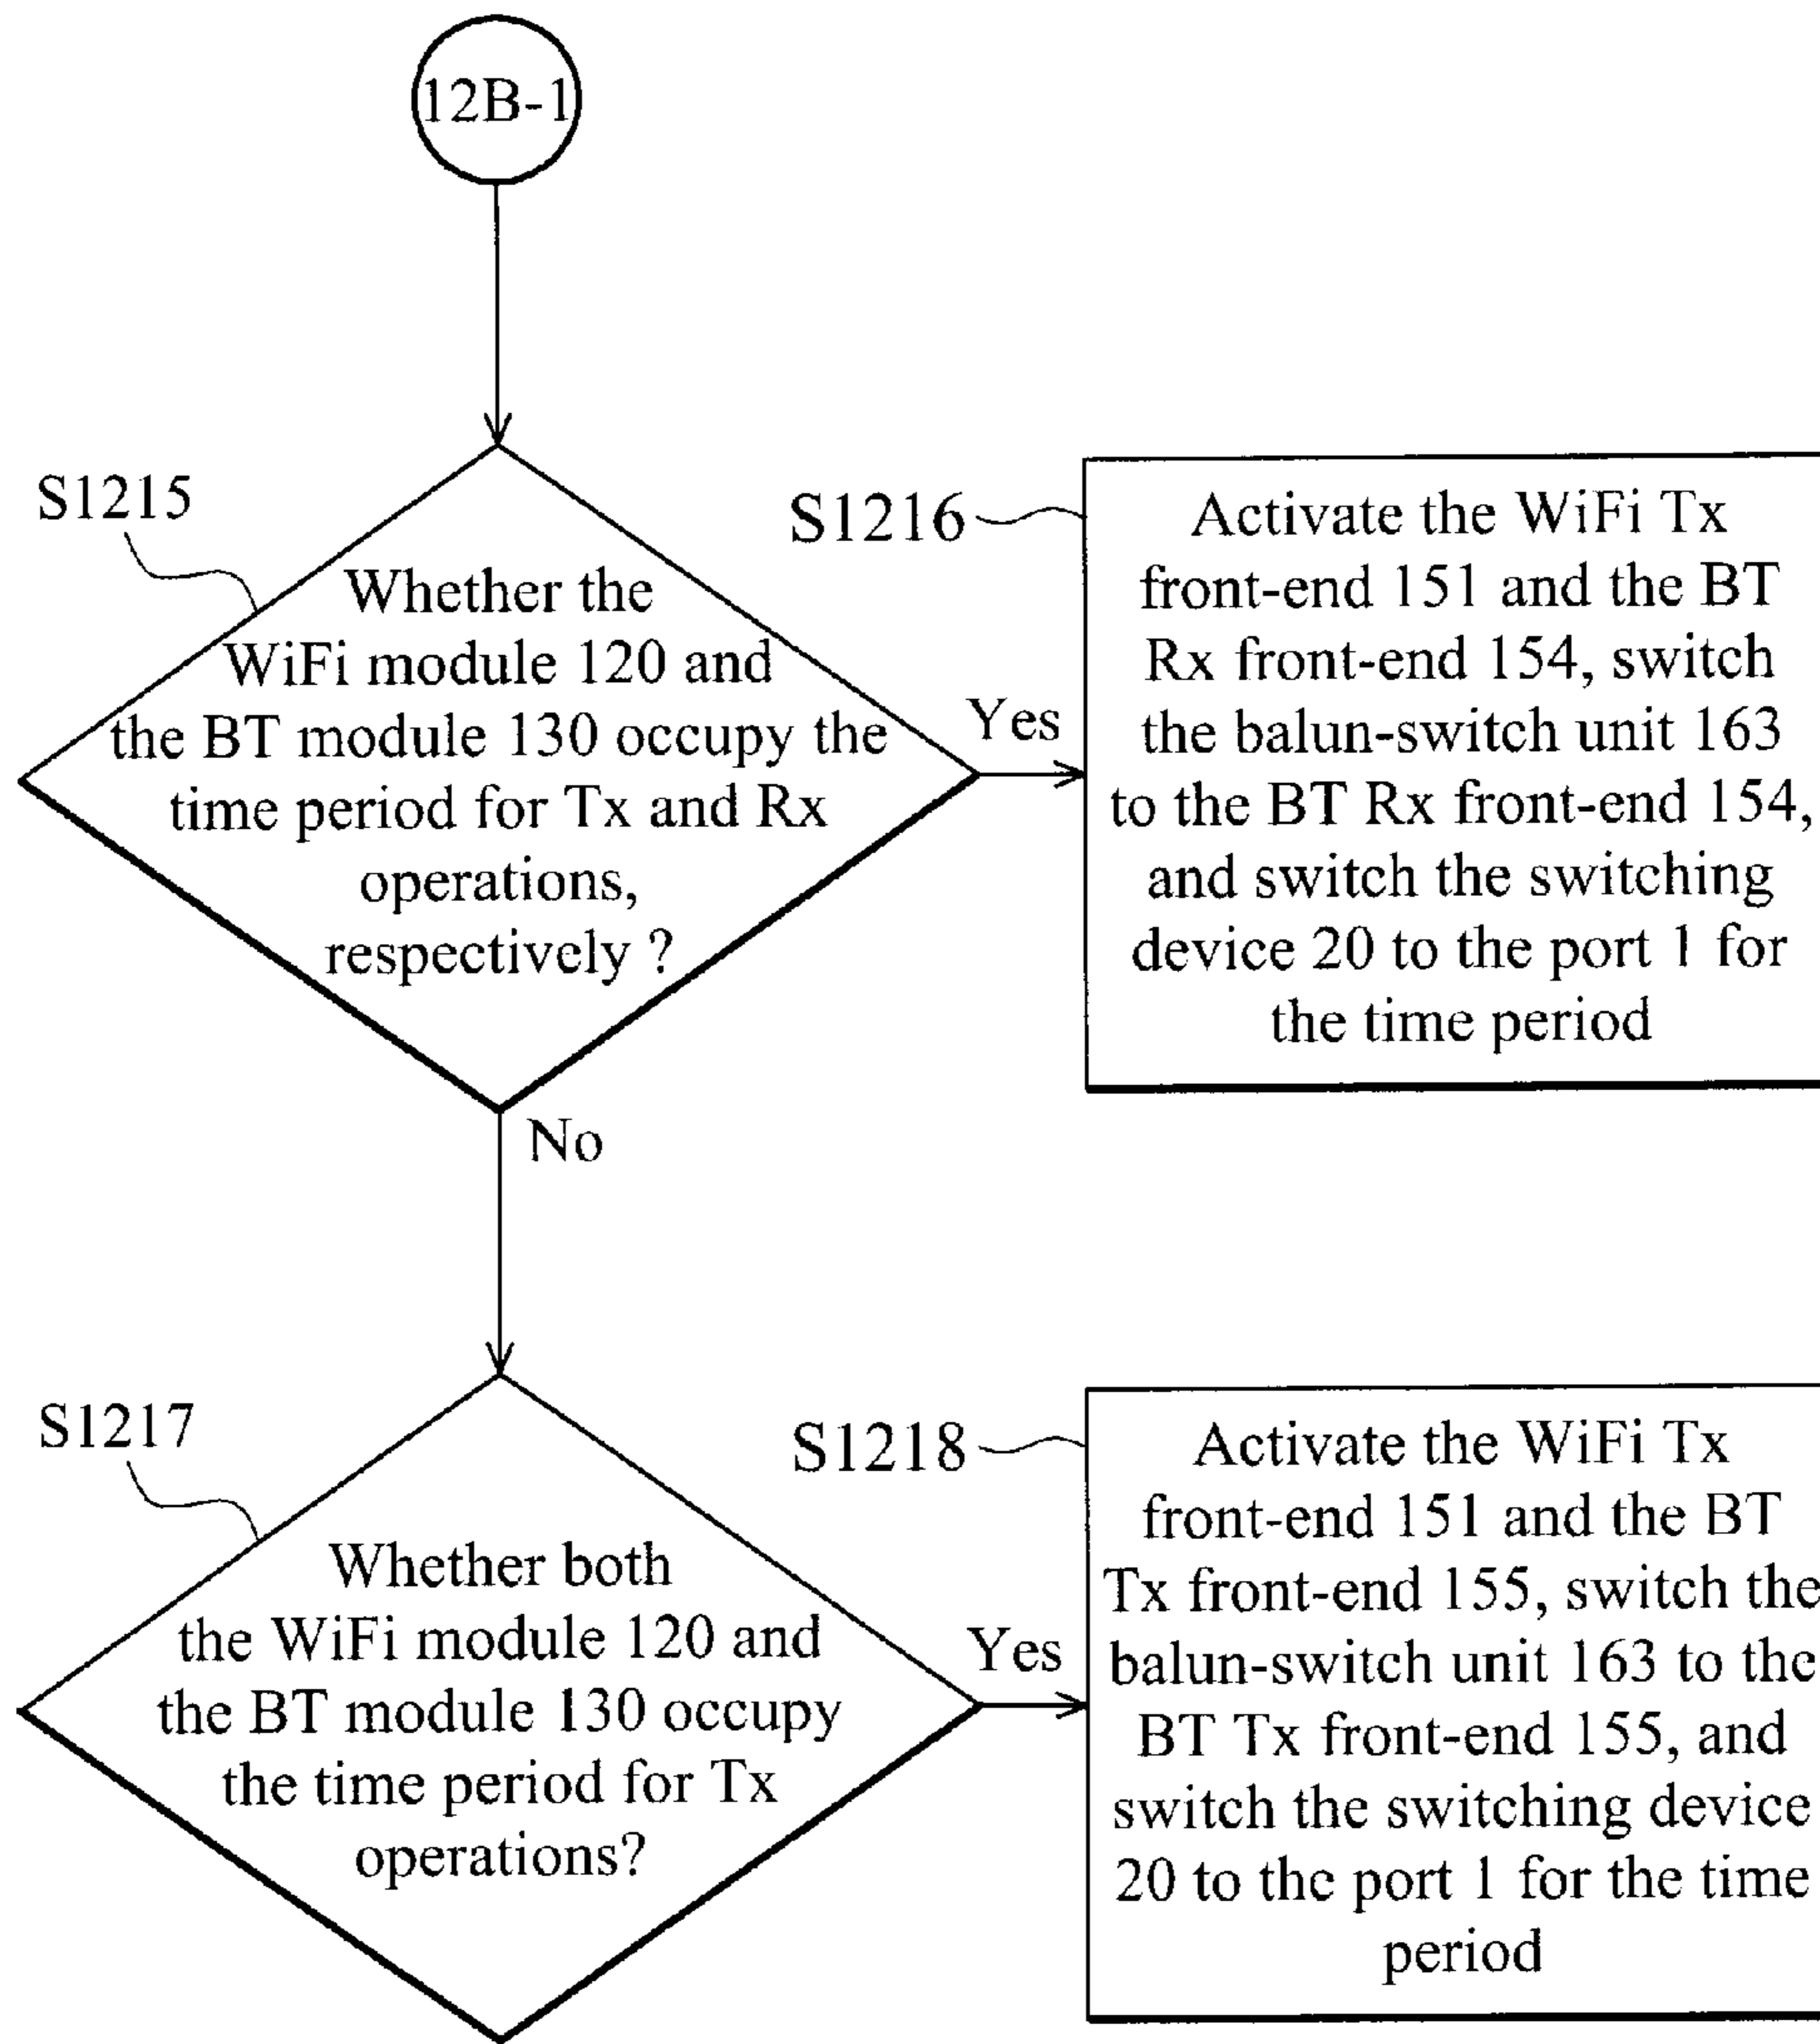 12B-1
S1215
Whether the
WiFi module 120 and
the BT module 130 occupy the
time period for Tx and Rx
operations,
respectively ?
Yes
S1216
Activate the WiFi Tx
front-end 151 and the BT
Rx front-end 154, switch
the balun-switch unit 163
to the BT Rx front-end 154,
and switch the switching
device 20 to the port 1 for
the time period
No
S1217
Whether both
the WiFi module 120 and
the BT module 130 occupy
the time period for Tx
operations?
Yes
S1218
Activate the WiFi Tx
front-end 151 and the BT
Tx front-end 155, switch the
balun-switch unit 163 to the
BT Tx front-end 155, and
switch the switching device
20 to the port 1 for the time
period